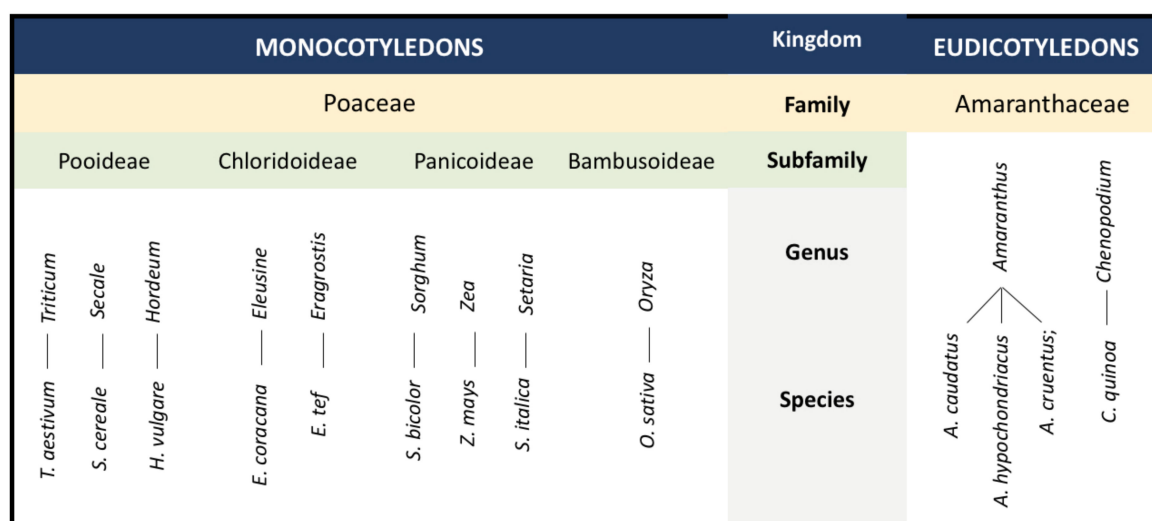 MONOCOTYLEDONS Kingdom EUDICOTYLEDONS
Poaceae Family Amaranthaceae
Pooideae Chloridoideae Panicoideae Bambusoideae Subfamily
Triticum Secale Hordeum Eleusine Eragrostis Sorghum Zea Setaria Oryza Genus Amaranthus Chenopodium
T. aestivum S. cereale H. vulgare E. coracana E. tef S. bicolor Z. mays S. italica O. sativa Species A. caudatus A. hypochondriacus A. cruentus; C. quinoa